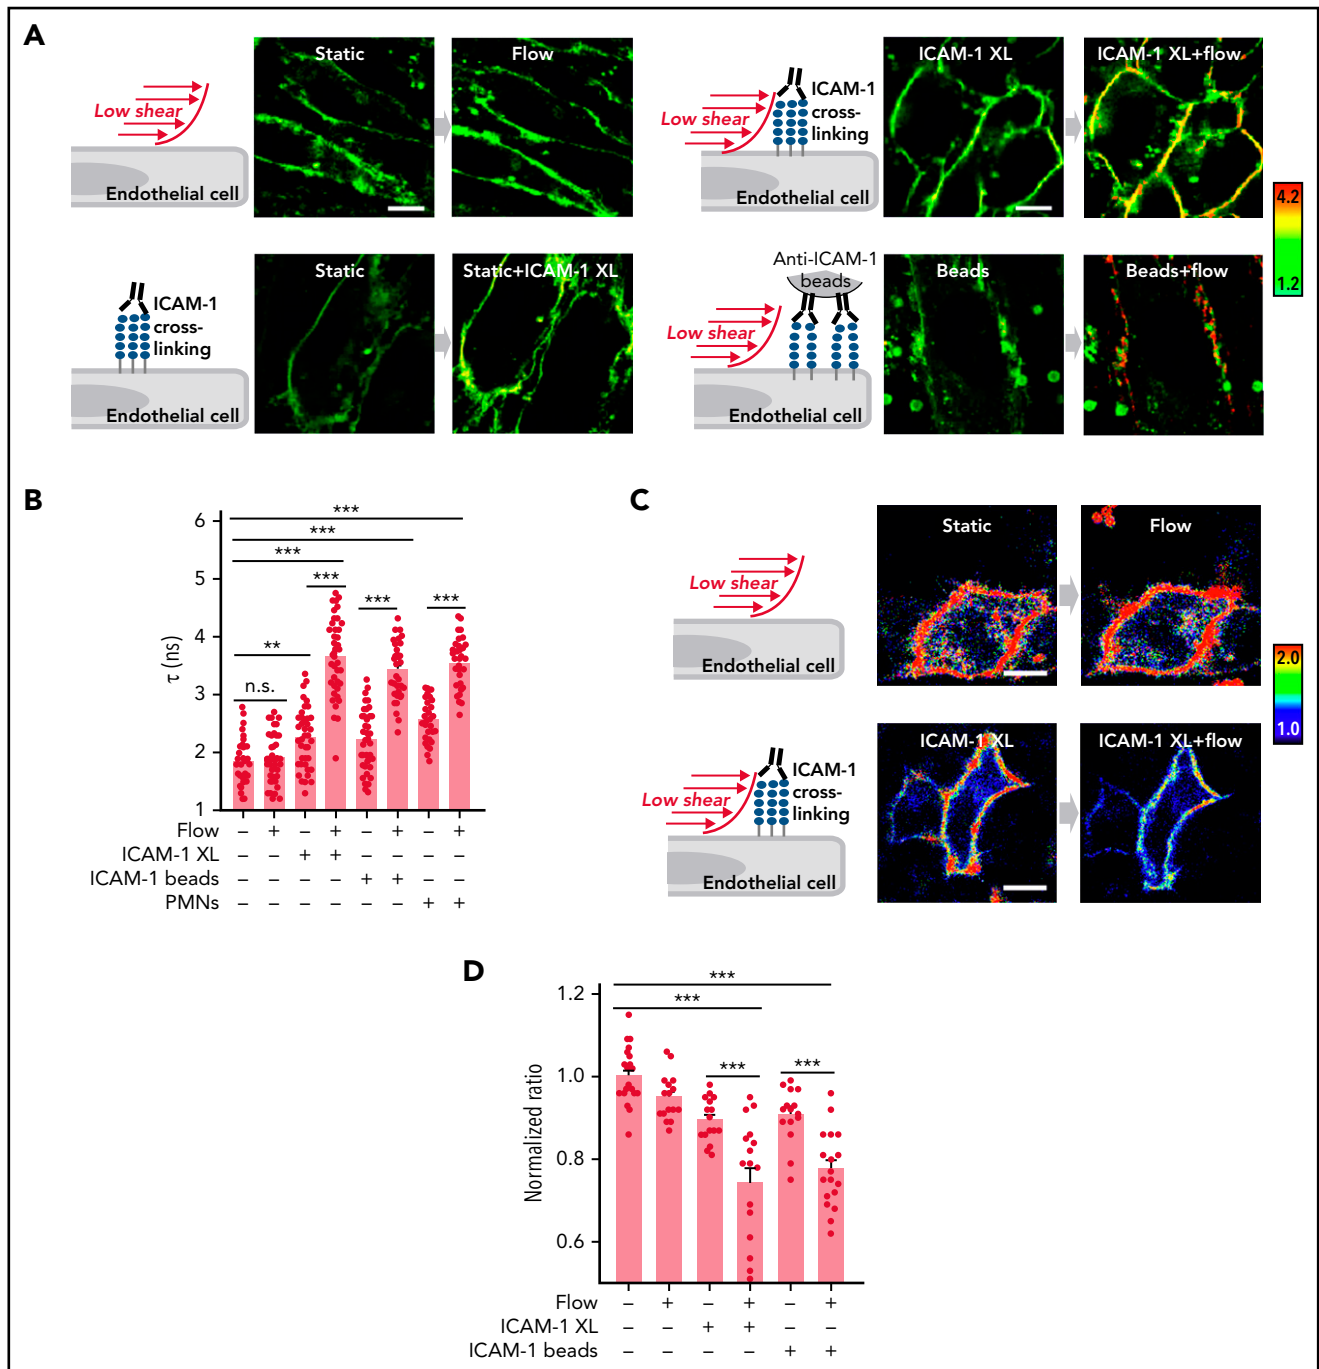 A
Static
Flow
Low shear
Endothelial cell
ICAM-1 XL
ICAM-1 XL+flow
ICAM-1
cross-
linking
Low shear
Endothelial cell
4.2
1.2
Static
Static+ICAM-1 XL
ICAM-1
cross-
linking
Endothelial cell
Anti-ICAM-1
beads
Beads
Beads+flow
Low shear
Endothelial cell
B
***
***
***
***
***
***
**
n.s.
τ (ns)
6
5
4
3
2
1
Flow – + – + – + – +
ICAM-1 XL – – + + – – – –
ICAM-1 beads – – – – + + – –
PMNs – – – – – – + +
C
Static
Flow
Low shear
Endothelial cell
2.0
1.0
ICAM-1 XL
ICAM-1 XL+flow
ICAM-1
cross-
linking
Low shear
Endothelial cell
D
***
***
***
***
Normalized ratio
1.2
1.0
0.8
0.6
Flow – + – + – +
ICAM-1 XL – – + + – –
ICAM-1 beads – – – – + +